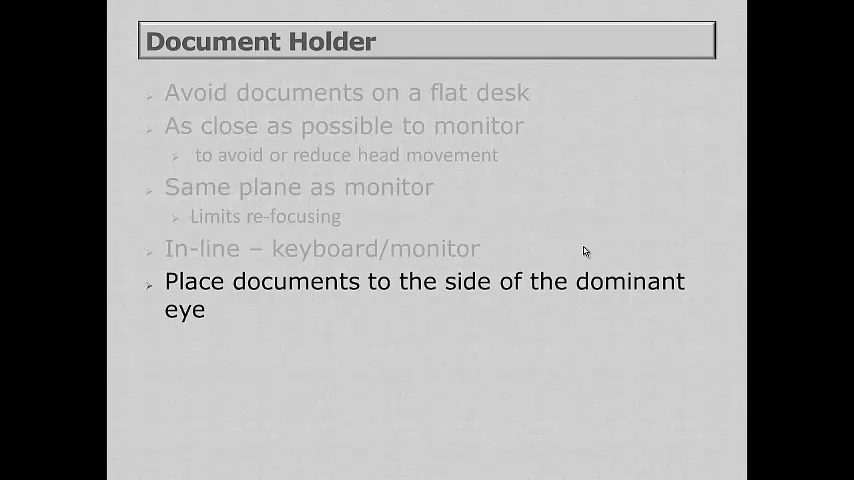 Document Holder
Avoid documents on a flat desk
As close as possible to monitor
to avoid or reduce head movement
Same plane as monitor
Limits re-focusing
In-line – keyboard/monitor
Place documents to the side of the dominant
eye